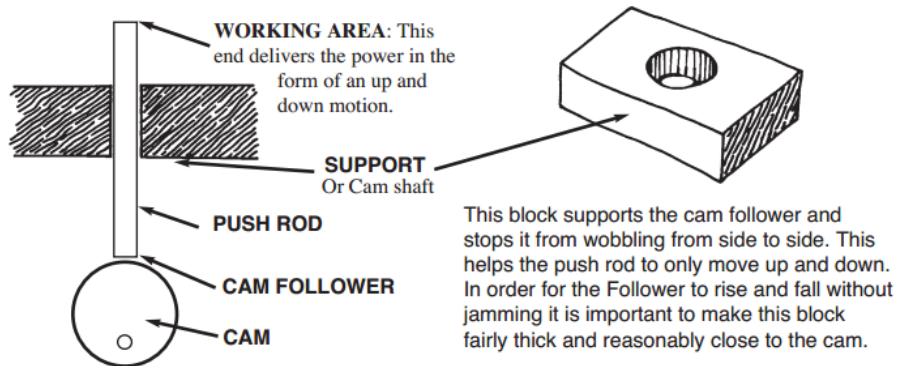 WORKING AREA: This
end delivers the power in the
form of an up and
down motion.
SUPPORT
Or Cam shaft
PUSH ROD
CAM FOLLOWER
CAM
This block supports the cam follower and
stops it from wobbling from side to side. This
helps the push rod to only move up and down.
In order for the Follower to rise and fall without
jamming it is important to make this block
fairly thick and reasonably close to the cam.